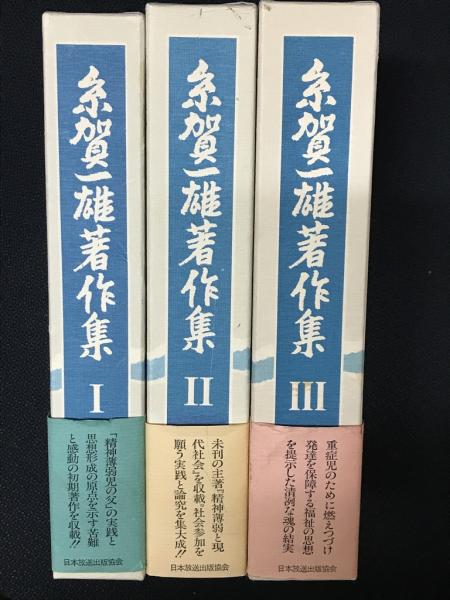 糸賀一雄著作集
I
「精神薄弱児の父」の実践と
思想形成の原点を示す苦難
と感動の初期著作を収載!!
日本放送出版協会
糸賀一雄著作集
II
未刊の主著『精神薄弱と現
代社会』を収載。社会参加を
願う実践と論究を集大成!!
日本放送出版協会
糸賀一雄著作集
III
重症児のために燃えつづけ
発達を保障する福祉の思想
を提示した清冽な魂の結実
日本放送出版協会